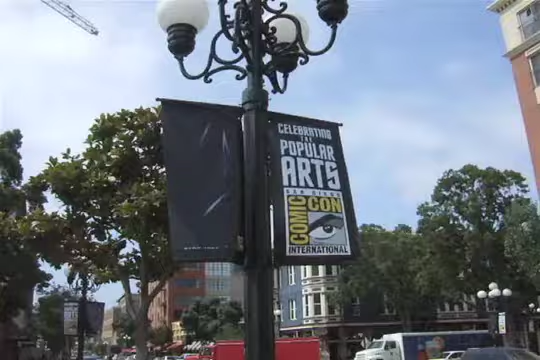 CELEBRATING
THE
POPULAR
ARTS
SAN DIEGO
COMIC
CON
INTERNATIONAL